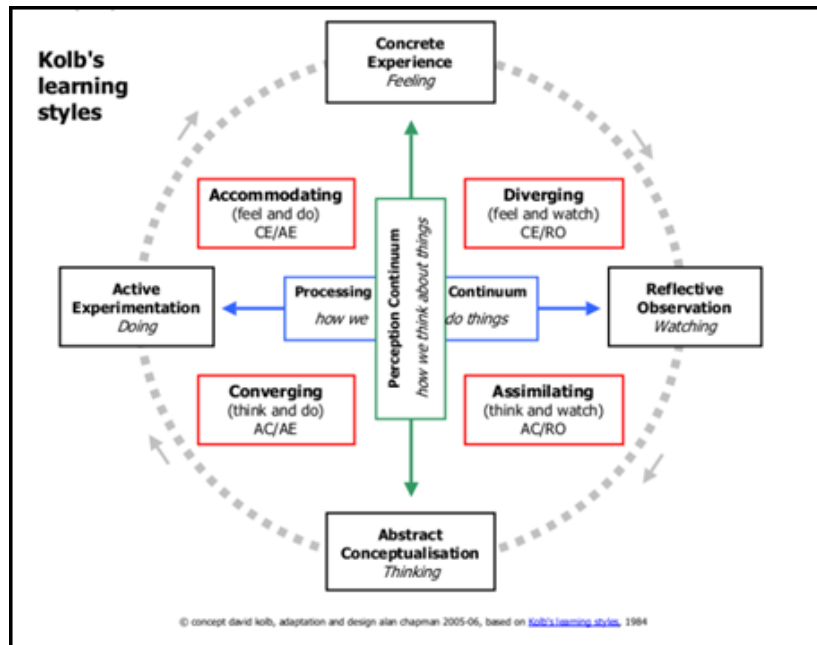 Kolb's
learning
styles
Concrete
Experience
Feeling
Accommodating
(feel and do)
CE/AE
Diverging
(feel and watch)
CE/RO
Active
Experimentation
Doing
Processing Continuum
how we do things
Perception Continuum
how we think about things
Reflective
Observation
Watching
Converging
(think and do)
AC/AE
Assimilating
(think and watch)
AC/RO
Abstract
Conceptualisation
Thinking
© concept david kolb, adaptation and design alan chapman 2005-06, based on Kolb's learning styles, 1984